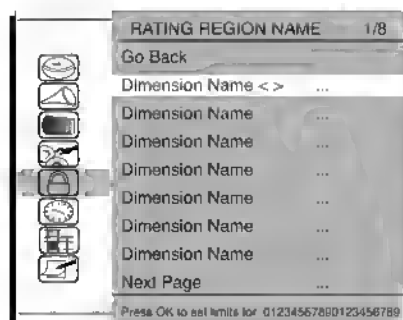 RATING REGION NAME 1/8
Go Back
Dimension Name < > ...
Dimension Name ...
Dimension Name ...
Dimension Name ...
Dimension Name ...
Dimension Name ...
Dimension Name ...
Next Page ...
Press OK to set limits for 01234567890123456789